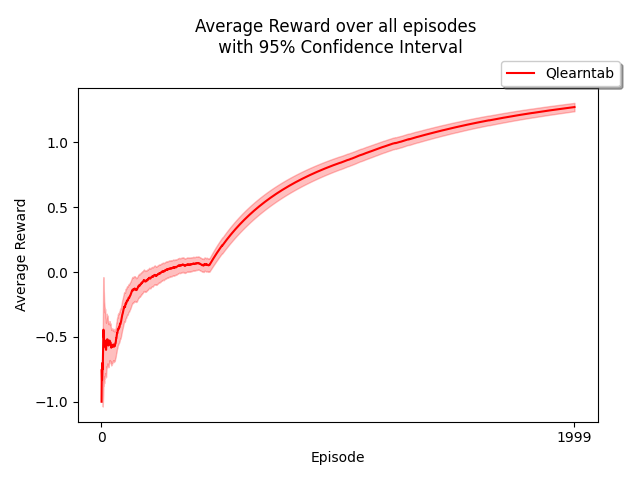 Average Reward over all episodes
with 95% Confidence Interval
Qlearntab
Average Reward
1.0
0.5
0.0
−0.5
−1.0
0
1999
Episode